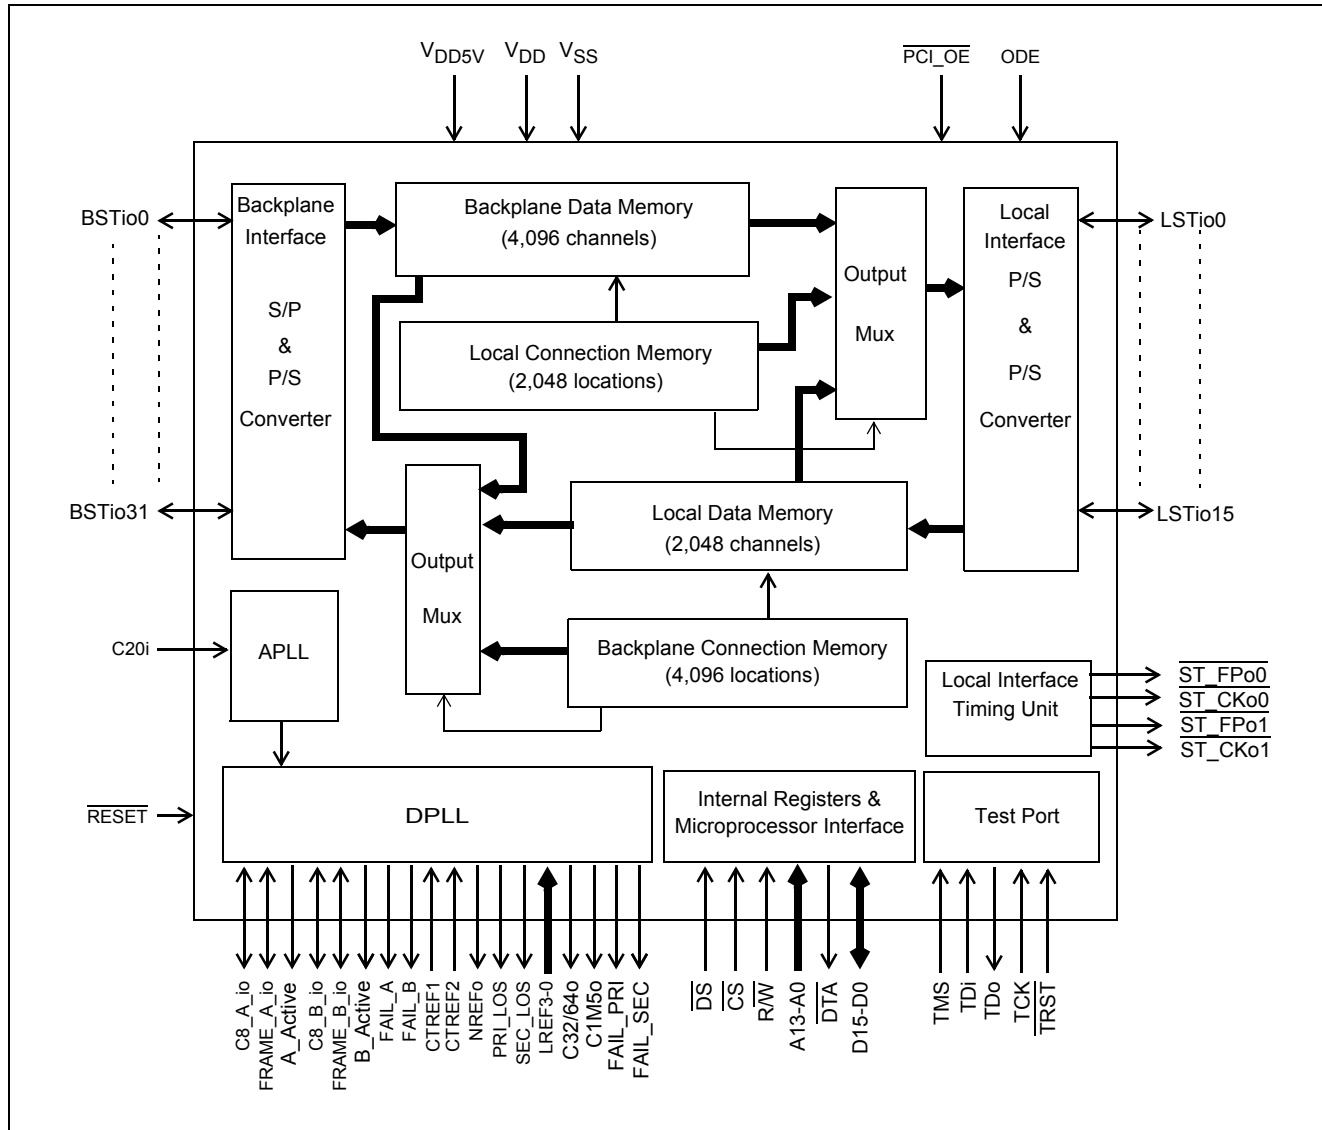 VDD5V
VDD
VSS
PCI_OE
ODE
BSTio0
BSTio31
Backplane
Interface
S/P
&
P/S
Converter
Backplane Data Memory
(4,096 channels)
Local Connection Memory
(2,048 locations)
Output
Mux
Local
Interface
P/S
&
P/S
Converter
LSTio0
LSTio15
Output
Mux
Local Data Memory
(2,048 channels)
Backplane Connection Memory
(4,096 locations)
C20i
APLL
Local Interface
Timing Unit
ST_FPo0
ST_CKo0
ST_FPo1
ST_CKo1
RESET
DPLL
Internal Registers &
Microprocessor Interface
Test Port
C8_A_io
FRAME_A_io
A_Active
C8_B_io
FRAME_B_io
B_Active
FAIL_A
FAIL_B
CTREF1
CTREF2
NREFo
PRI_LOS
SEC_LOS
LREF3-0
C32/64o
C1M5o
FAIL_PRI
FAIL_SEC
DS
CS
R/W
A13-A0
DTA
D15-D0
TMS
TDi
TDo
TCK
TRST